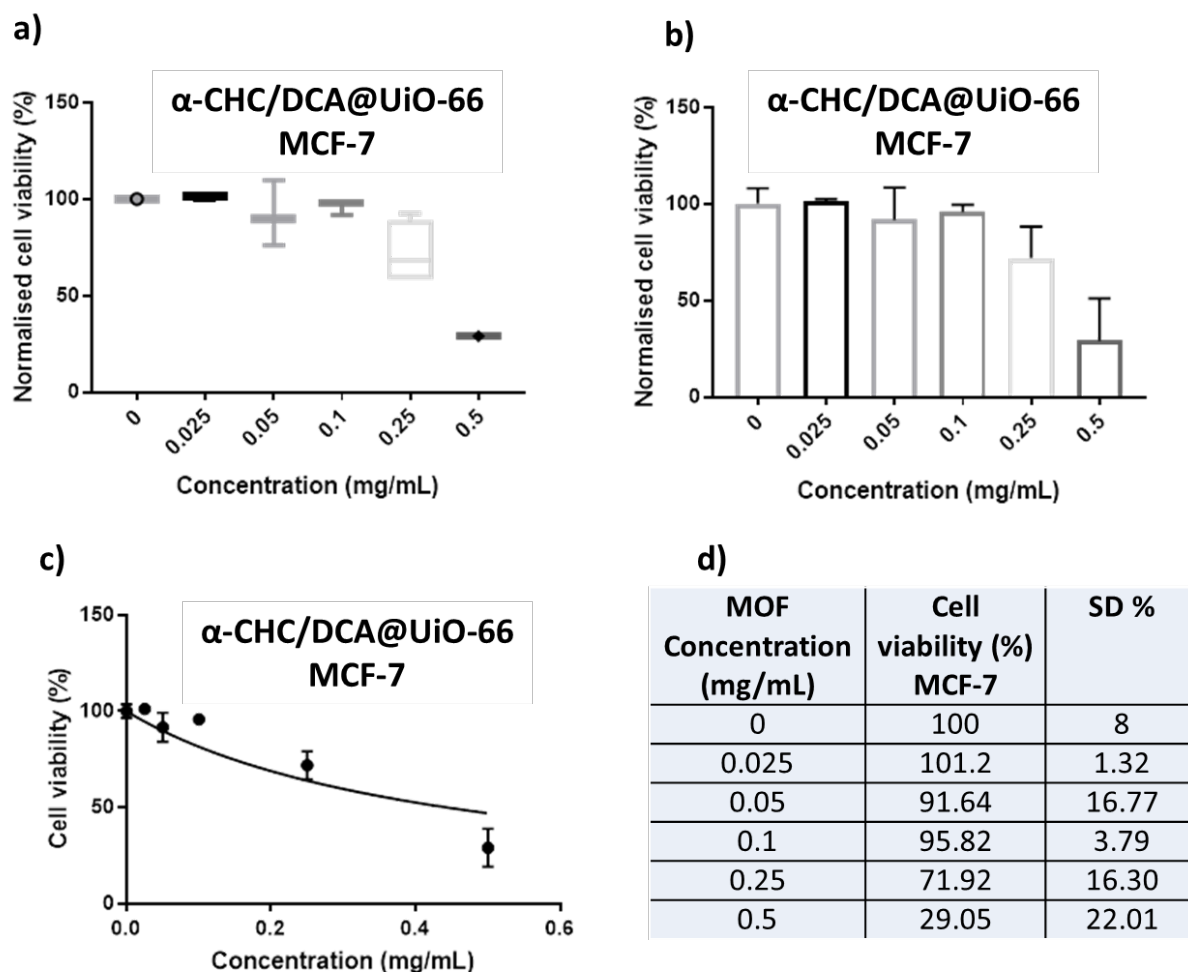 a)
α-CHC/DCA@UiO-66
MCF-7
Normalised cell viability (%)
150
100
50
0
0
0.025
0.05
0.1
0.25
0.5
Concentration (mg/mL)
b)
α-CHC/DCA@UiO-66
MCF-7
Normalised cell viability (%)
150
100
50
0
0
0.025
0.05
0.1
0.25
0.5
Concentration (mg/mL)
c)
α-CHC/DCA@UiO-66
MCF-7
Cell viability (%)
150
100
50
0
0.0
0.2
0.4
0.6
Concentration (mg/mL)
d)
MOF Concentration (mg/mL)
Cell viability (%) MCF-7
SD %
0 100 8
0.025 101.2 1.32
0.05 91.64 16.77
0.1 95.82 3.79
0.25 71.92 16.30
0.5 29.05 22.01